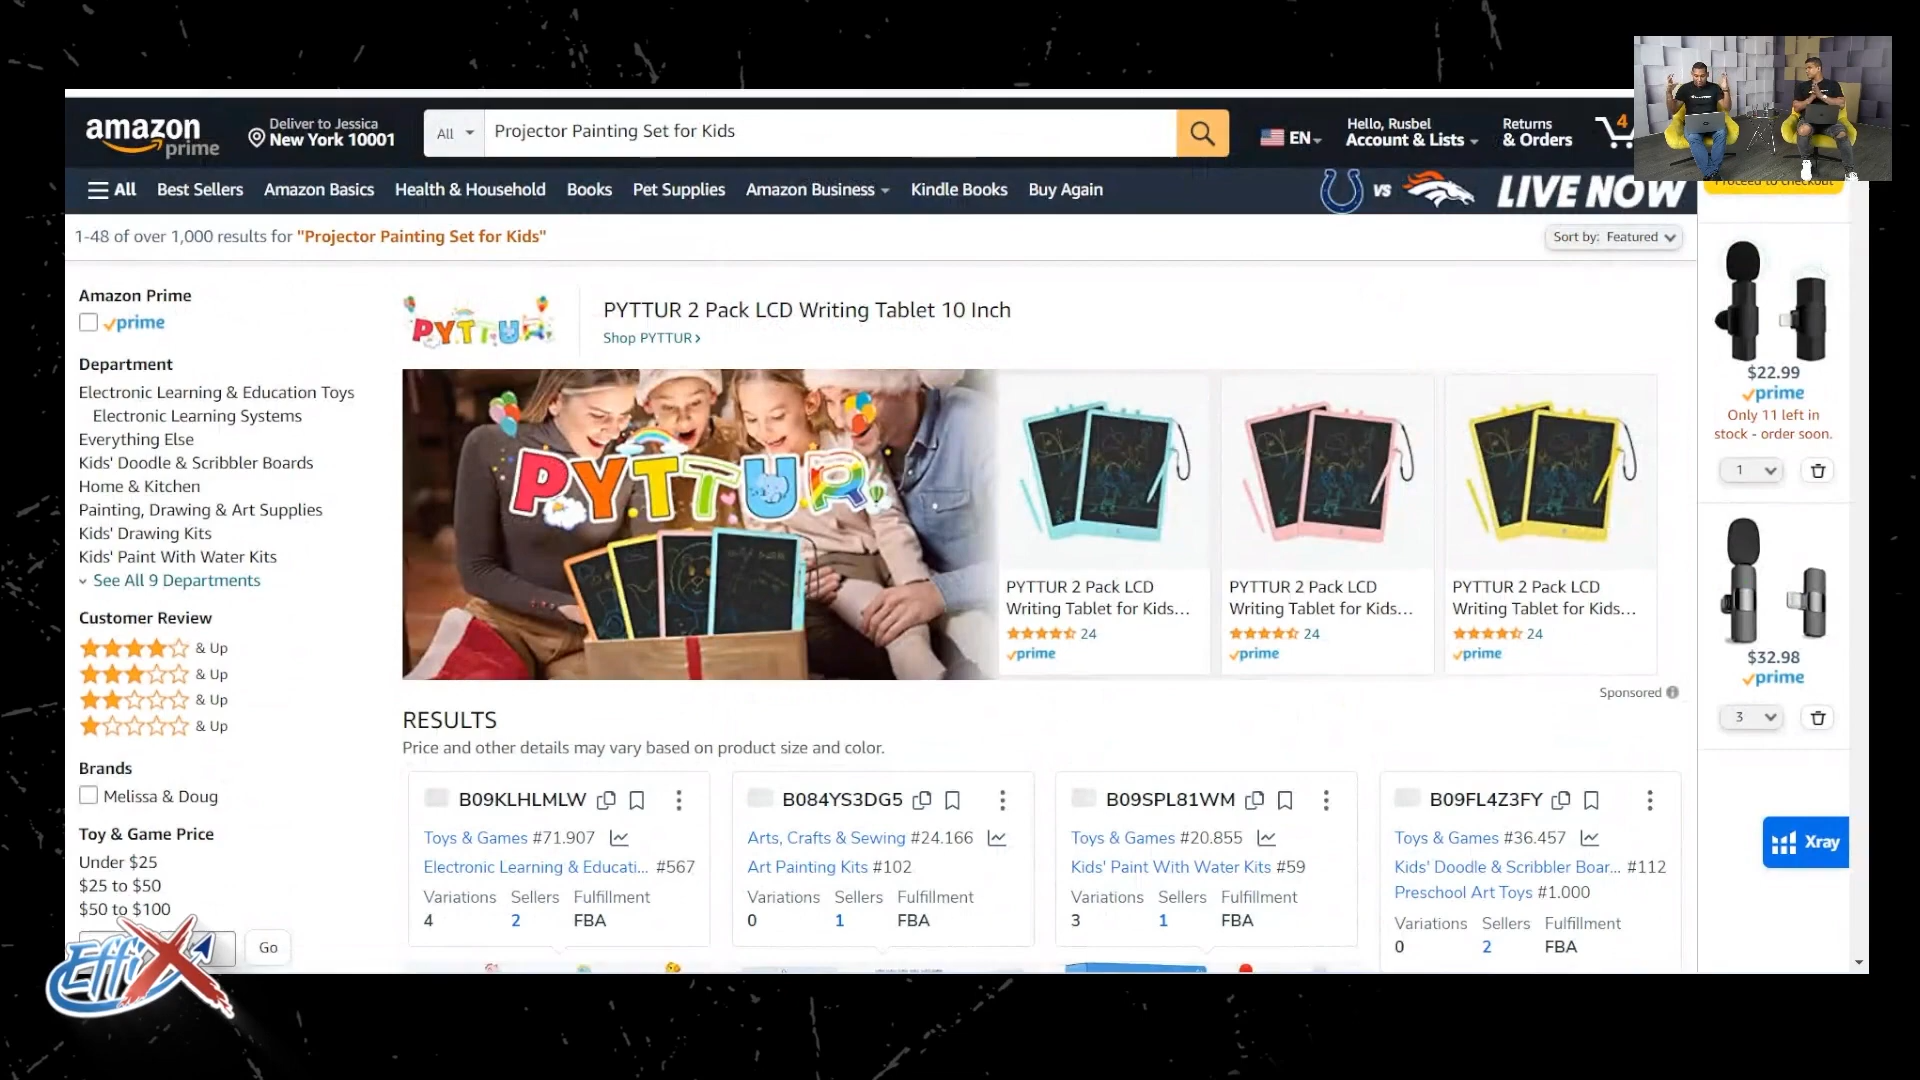 amazon
prime
Deliver to Jessica
New York 10001
All
Projector Painting Set for Kids
EN
Hello, Rusbel
Account & Lists
Returns
& Orders
4
All
Best Sellers
Amazon Basics
Health & Household
Books
Pet Supplies
Amazon Business
Kindle Books
Buy Again
VS
LIVE NOW
Proceed to checkout
1-48 of over 1,000 results for "Projector Painting Set for Kids"
Sort by: Featured
Amazon Prime
prime
Department
Electronic Learning & Education Toys
Electronic Learning Systems
Everything Else
Kids' Doodle & Scribbler Boards
Home & Kitchen
Painting, Drawing & Art Supplies
Kids' Drawing Kits
Kids' Paint With Water Kits
See All 9 Departments
Customer Review
& Up
& Up
& Up
& Up
Brands
Melissa & Doug
Toy & Game Price
Under $25
$25 to $50
$50 to $100
Go
EffiX
PYTTUR
PYTTUR 2 Pack LCD Writing Tablet 10 Inch
Shop PYTTUR ›
PYTTUR
PYTTUR 2 Pack LCD
Writing Tablet for Kids...
24
prime
PYTTUR 2 Pack LCD
Writing Tablet for Kids...
24
prime
PYTTUR 2 Pack LCD
Writing Tablet for Kids...
24
prime
Sponsored
RESULTS
Price and other details may vary based on product size and color.
B09KLHLMLW
Toys & Games #71.907
Electronic Learning & Educati... #567
Variations Sellers Fulfillment
4 2 FBA
B084YS3DG5
Arts, Crafts & Sewing #24.166
Art Painting Kits #102
Variations Sellers Fulfillment
0 1 FBA
B09SPL81WM
Toys & Games #20.855
Kids' Paint With Water Kits #59
Variations Sellers Fulfillment
3 1 FBA
B09FL4Z3FY
Toys & Games #36.457
Kids' Doodle & Scribbler Boar... #112
Preschool Art Toys #1.000
Variations Sellers Fulfillment
0 2 FBA
$22.99
prime
Only 11 left in
stock - order soon.
1
$32.98
prime
3
Xray